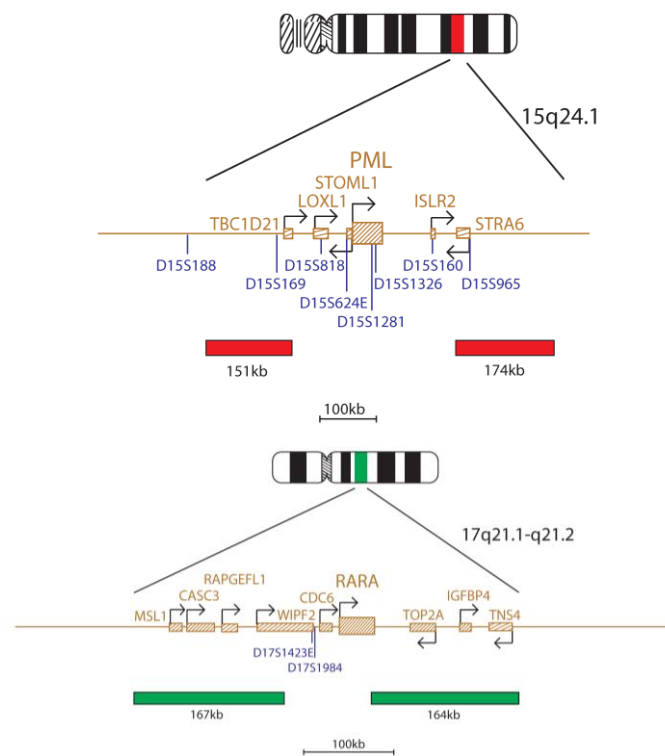 15q24.1
PML
STOML1
LOXL1
ISLR2
TBC1D21
STRA6
D15S188
D15S169
D15S818
D15S1326
D15S160
D15S965
D15S624E
D15S1281
151kb
174kb
100kb
17q21.1-q21.2
RARA
RAPGEFL1
CASC3
IGFBP4
MSL1
WIPF2
CDC6
TOP2A
TNS4
D17S1423E
D17S1984
167kb
164kb
100kb